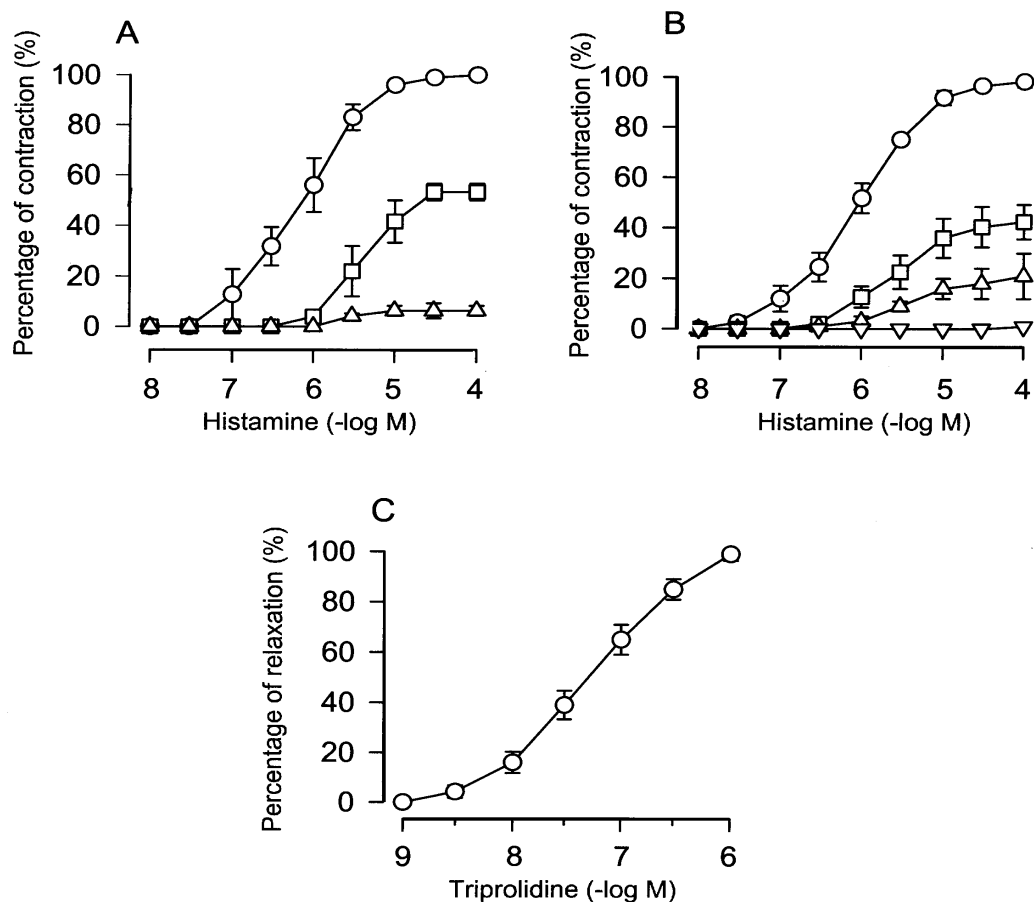 A
Percentage of contraction (%)
100
80
60
40
20
0
8 7 6 5 4
Histamine (-log M)
B
Percentage of contraction (%)
100
80
60
40
20
0
8 7 6 5 4
Histamine (-log M)
C
Percentage of relaxation (%)
100
80
60
40
20
0
9 8 7 6
Triprolidine (-log M)